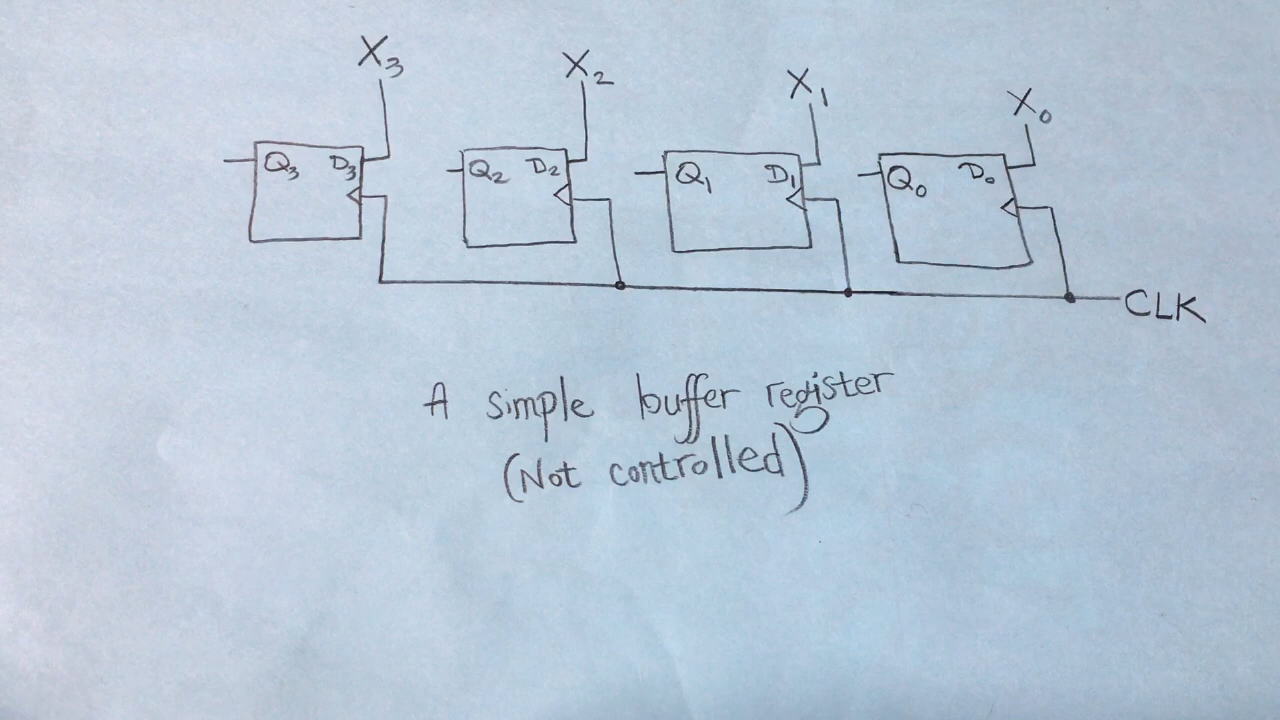 X₃ X₂ X₁ X₀
Q₃ D₃ Q₂ D₂ Q₁ D₁ Q₀ D₀
CLK
A simple buffer register
(Not controlled)